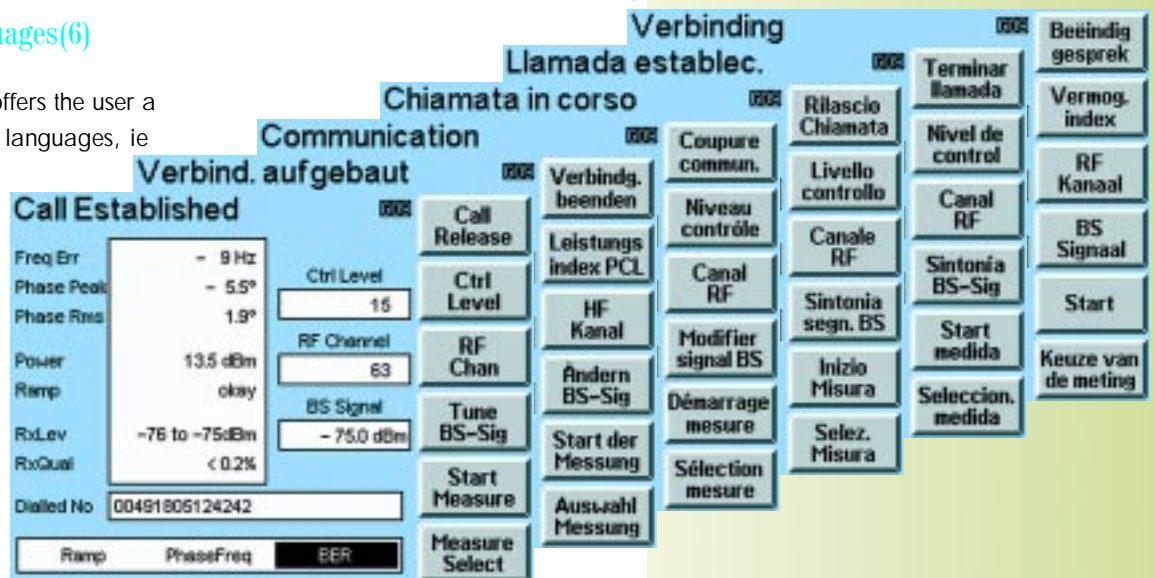 uages(6)
offers the user a
languages, ie
Verbinding
Beëindig
gesprek
Vermog.
index
RF
Kanaal
BS
Signaal
Start
Keuze van
de meting
Llamada establec.
Terminar
llamada
Nivel de
control
Canal
RF
Sintonía
BS-Sig
Start
medida
Seleccion.
medida
Chiamata in corso
Rilascio
Chiamata
Livello
controllo
Canale
RF
Sintonia
segn. BS
Inizio
Misura
Selez.
Misura
Communication
Coupure
commun.
Niveau
contrôle
Canal
RF
Modifier
signal BS
Démarrage
mesure
Sélection
mesure
Verbind. aufgebaut
Verbindg.
beenden
Leistungs
index PCL
HF
Kanal
Ändern
BS-Sig
Start der
Messung
Auswahl
Messung
Call Established
Freq Err - 9 Hz
Phase Peak - 5.5°
Phase Rms 1.9°
Power 13.5 dBm
Ramp okay
RxLev -76 to -75dBm
RxQual < 0.2%
Ctrl Level
15
RF Channel
63
BS Signal
- 75.0 dBm
Dialled No 00491805124242
Ramp PhaseFreq BER
Call
Release
Ctrl
Level
RF
Chan
Tune
BS-Sig
Start
Measure
Measure
Select